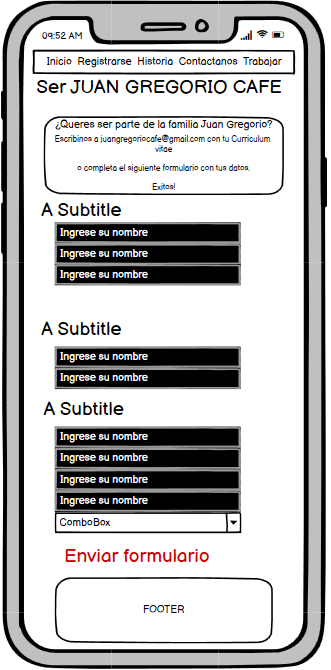 09:52 AM
Inicio Registrarse Historia Contactanos Trabajar
Ser JUAN GREGORIO CAFE
¿Queres ser parte de la familia Juan Gregorio?
Escribinos a juangregoriocafe@gmail.com con tu Curriculum
vitae
o completa el siguiente formulario con tus datos.
Exitos!
A Subtitle
Ingrese su nombre
Ingrese su nombre
Ingrese su nombre
A Subtitle
Ingrese su nombre
Ingrese su nombre
A Subtitle
Ingrese su nombre
Ingrese su nombre
Ingrese su nombre
Ingrese su nombre
ComboBox
Enviar formulario
FOOTER